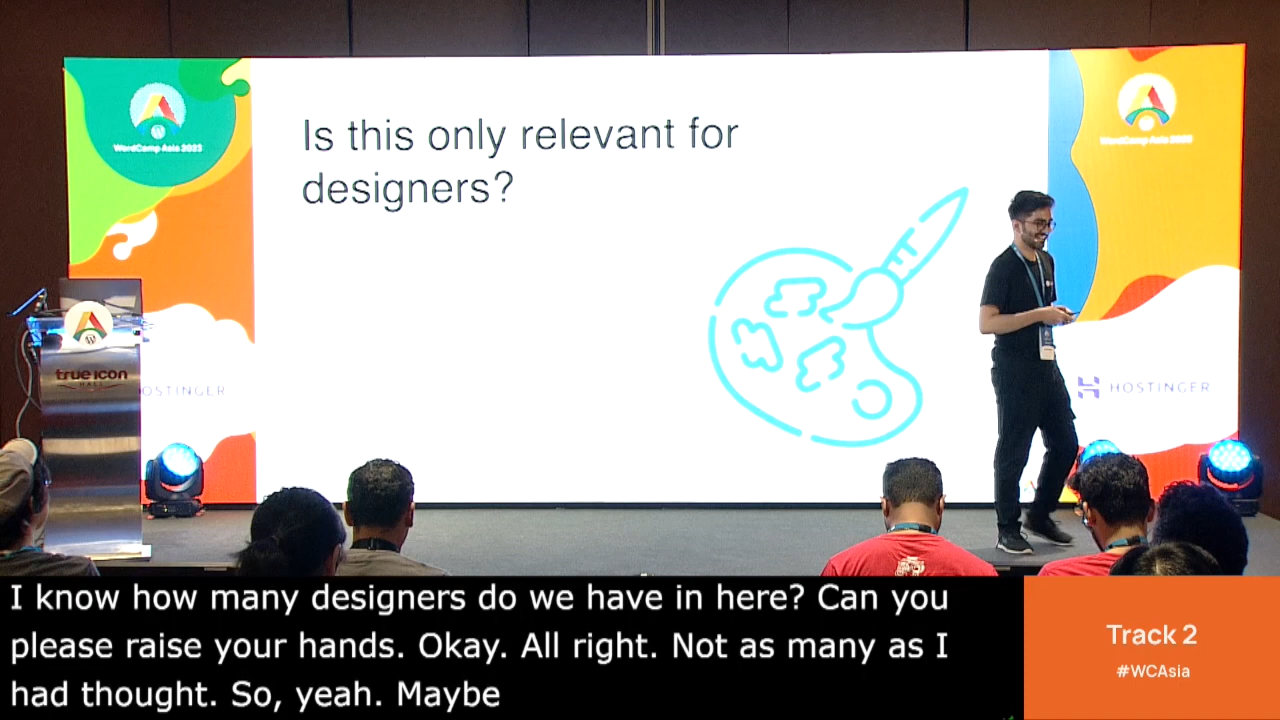 WordCamp Asia 2023
WordCamp Asia 2023
Is this only relevant for
designers?
true icon
HALL
HOSTINGER
HOSTINGER
I know how many designers do we have in here? Can you
please raise your hands. Okay. All right. Not as many as I
had thought. So, yeah. Maybe
Track 2
#WCAsia